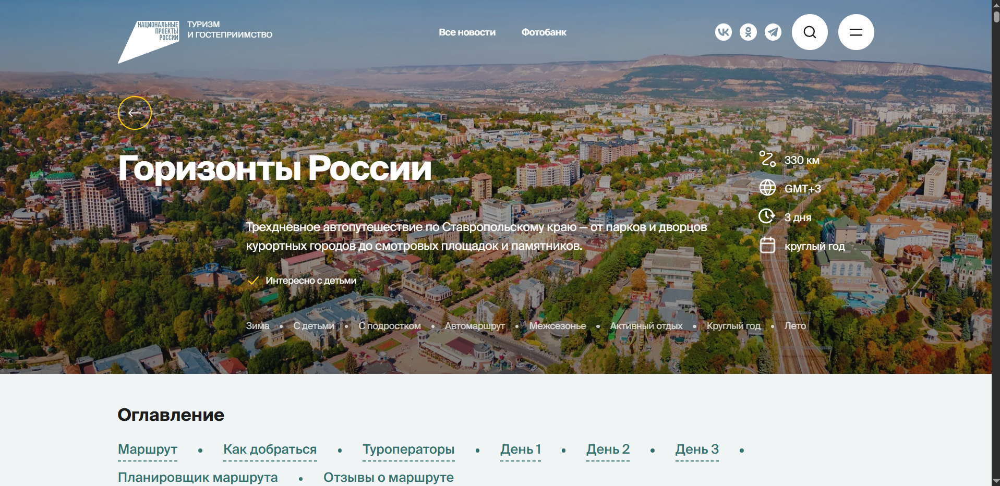 НАЦИОНАЛЬНЫЕ
ПРОЕКТЫ
РОССИИ
ТУРИЗМ
И ГОСТЕПРИИМСТВО
Все новости
Фотобанк
Горизонты России
330 км
GMT+3
3 дня
круглый год
Трехдневное автопутешествие по Ставропольскому краю — от парков и дворцов
курортных городов до смотровых площадок и памятников.
Интересно с детьми
Зима • С детьми • С подростком • Автомаршрут • Межсезонье • Активный отдых • Круглый год • Лето
Оглавление
Маршрут • Как добраться • Туроператоры • День 1 • День 2 • День 3 •
Планировщик маршрута • Отзывы о маршруте